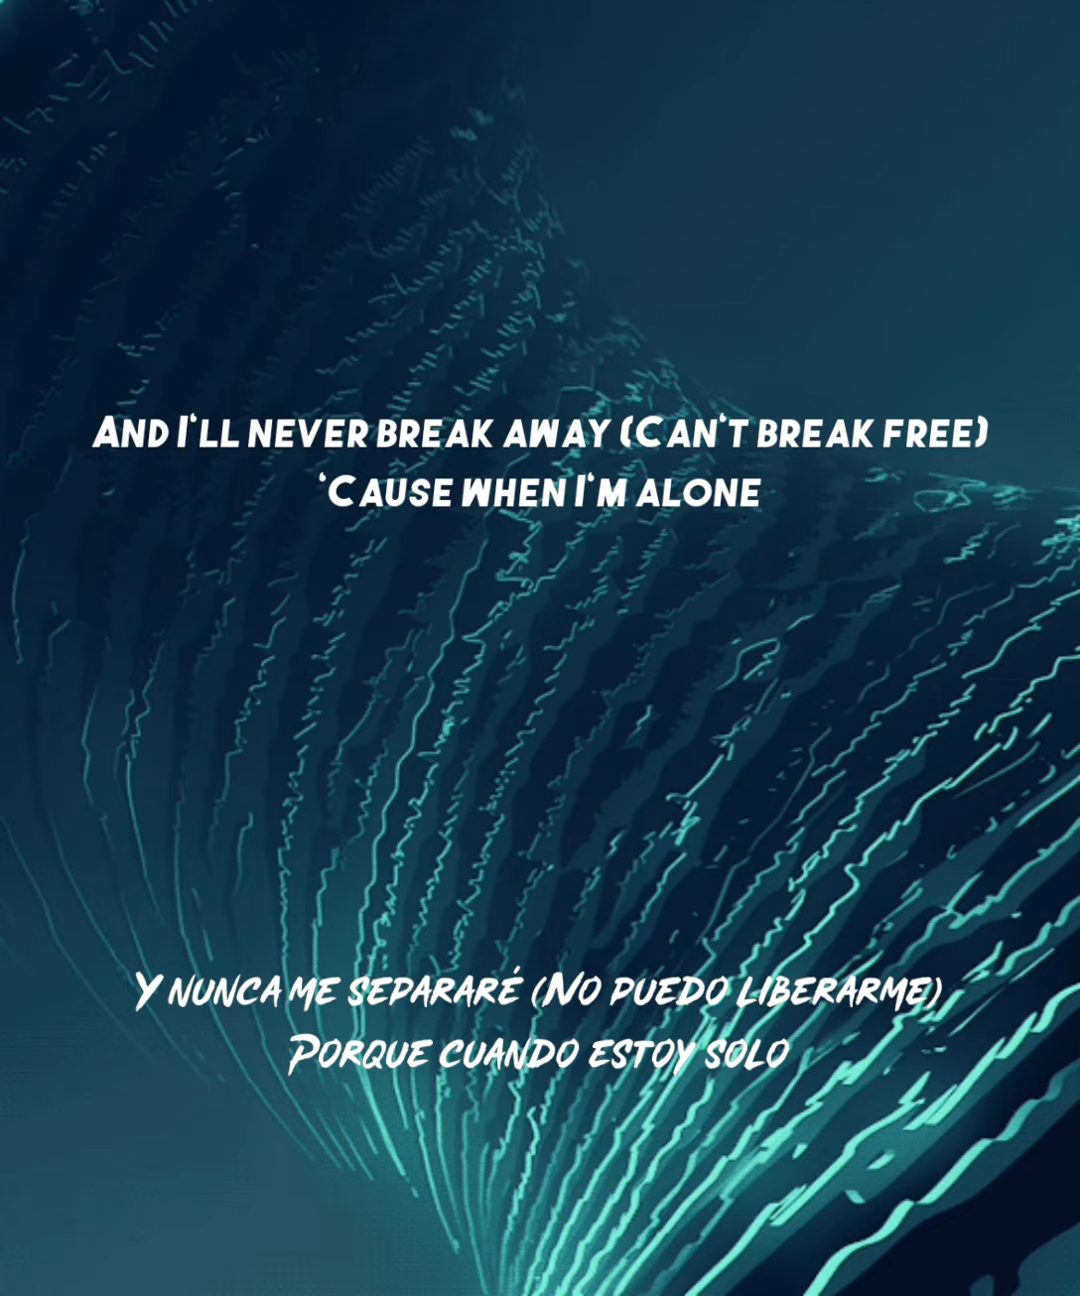 And I'll never break away (Can't break free)
'Cause when I'm alone
Y nunca me separaré (No puedo liberarme)
Porque cuando estoy solo